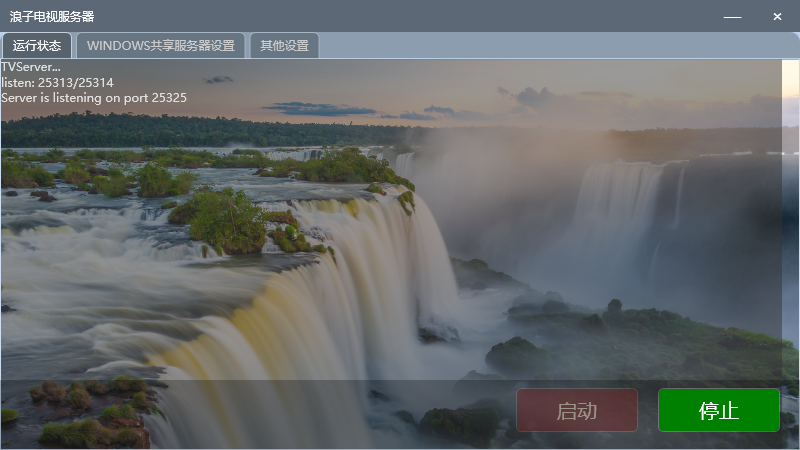 浪子电视服务器
运行状态
WINDOWS共享服务器设置
其他设置
TVServer...
listen: 25313/25314
Server is listening on port 25325
启动
停止